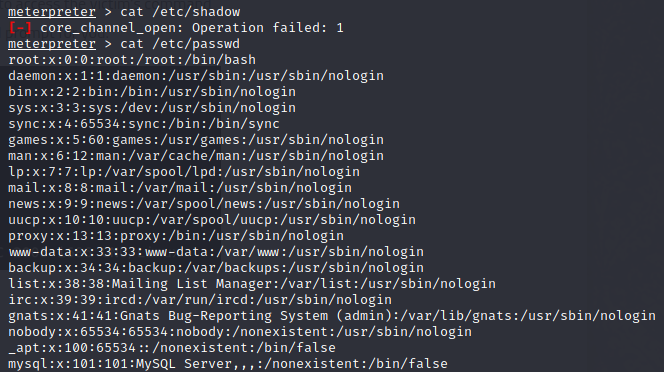 meterpreter > cat /etc/shadow
[-] core_channel_open: Operation failed: 1
meterpreter > cat /etc/passwd
root:x:0:0:root:/root:/bin/bash
daemon:x:1:1:daemon:/usr/sbin:/usr/sbin/nologin
bin:x:2:2:bin:/bin:/usr/sbin/nologin
sys:x:3:3:sys:/dev:/usr/sbin/nologin
sync:x:4:65534:sync:/bin:/bin/sync
games:x:5:60:games:/usr/games:/usr/sbin/nologin
man:x:6:12:man:/var/cache/man:/usr/sbin/nologin
lp:x:7:7:lp:/var/spool/lpd:/usr/sbin/nologin
mail:x:8:8:mail:/var/mail:/usr/sbin/nologin
news:x:9:9:news:/var/spool/news:/usr/sbin/nologin
uucp:x:10:10:uucp:/var/spool/uucp:/usr/sbin/nologin
proxy:x:13:13:proxy:/bin:/usr/sbin/nologin
www-data:x:33:33:www-data:/var/www:/usr/sbin/nologin
backup:x:34:34:backup:/var/backups:/usr/sbin/nologin
list:x:38:38:Mailing List Manager:/var/list:/usr/sbin/nologin
irc:x:39:39:ircd:/var/run/ircd:/usr/sbin/nologin
gnats:x:41:41:Gnats Bug-Reporting System (admin):/var/lib/gnats:/usr/sbin/nologin
nobody:x:65534:65534:nobody:/nonexistent:/usr/sbin/nologin
_apt:x:100:65534::/nonexistent:/bin/false
mysql:x:101:101:MySQL Server,,,:/nonexistent:/bin/false